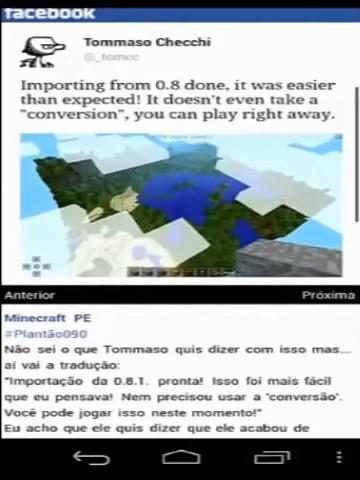 facebook
Tommaso Checchi
@_tomcc
Importing from 0.8 done, it was easier
than expected! It doesn't even take a
"conversion", you can play right away.
Anterior
Próxima
Minecraft PE
#Plantão090
Não sei o que Tommaso quis dizer com isso mas...
aí vai a tradução:
"Importação da 0.8.1. pronta! Isso foi mais fácil
que eu pensava! Nem precisou usar a "conversão".
Você pode jogar isso neste momento!"
Eu acho que ele quis dizer que ele acabou de